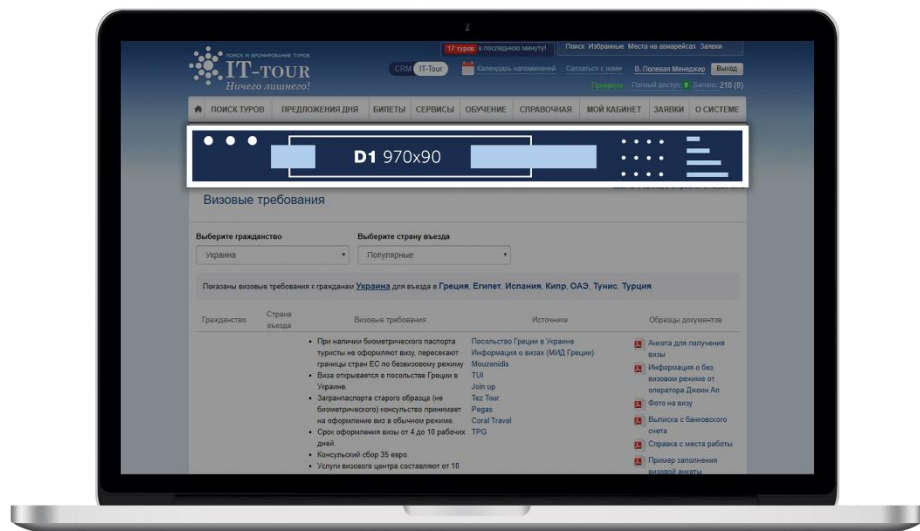 17 туров в последнюю минуту!
Поиск Избранные Места на авиарейсах Заявки
ПОИСК И БРОНИРОВАНИЕ ТУРОВ
IT-TOUR
Ничего лишнего!
CRM IT-Tour
Календарь напоминаний Связаться с нами В. Полевая Менеджер Выход
Полный доступ Баланс: 210 (0)
ПОИСК ТУРОВ ПРЕДЛОЖЕНИЯ ДНЯ БИЛЕТЫ СЕРВИСЫ ОБУЧЕНИЕ СПРАВОЧНАЯ МОЙ КАБИНЕТ ЗАЯВКИ О СИСТЕМЕ
D1 970x90
Визовые требования
Выберите гражданство Выберите страну въезда
Украина Популярные
Показаны визовые требования к гражданам Украина для въезда в Греция, Египет, Испания, Кипр, ОАЭ, Тунис, Турция
Гражданство Страна въезда Визовые требования Источники Образцы документов
При наличии биометрического паспорта
туристы не оформляют визу, пересекают
границы стран ЕС по безвизовому режиму
Виза открывается в посольстве Греции в
Украине.
Загранпаспорта старого образца (не
биометрического) консульство принимает
на оформление виз в обычном режиме.
Срок оформления визы от 4 до 10 рабочих
дней.
Консульский сбор 35 евро.
Услуги визового центра составляют от 10
Посольство Греции в Украине
Информация о визах (МИД Греции)
Mouzenidis
TUI
Join up
Tez Tour
Pegas
Coral Travel
TPG
Анкета для получения
визы
Информация о без
визовом режиме от
оператора Джоин Ап
Фото на визу
Выписка с банковского
счета
Справка с места работы
Пример заполнения
визовой анкеты